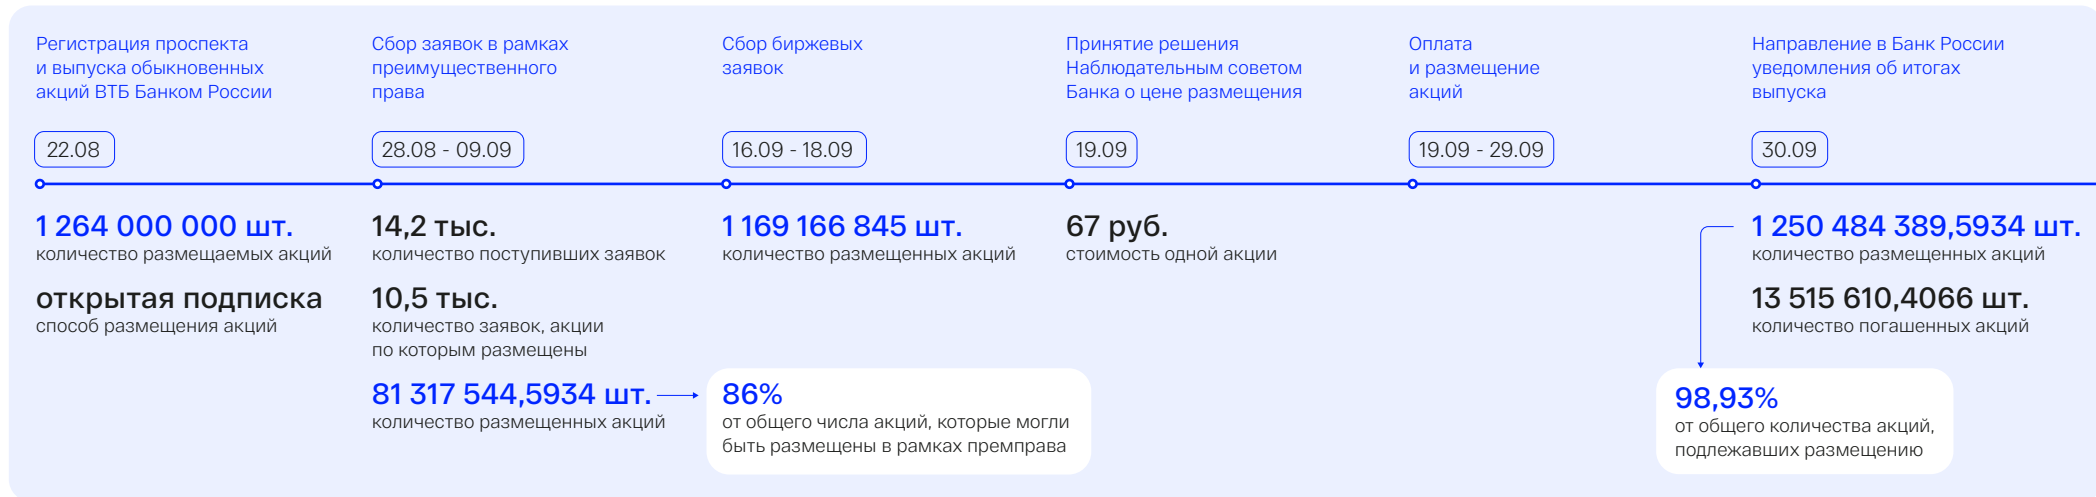 Регистрация проспекта
и выпуска обыкновенных
акций ВТБ Банком России
22.08
1 264 000 000 шт.
количество размещаемых акций
открытая подписка
способ размещения акций
Сбор заявок в рамках
преимущественного
права
28.08 - 09.09
14,2 тыс.
количество поступивших заявок
10,5 тыс.
количество заявок, акции
по которым размещены
81 317 544,5934 шт.
количество размещенных акций
86%
от общего числа акций, которые могли
быть размещены в рамках премправа
Сбор биржевых
заявок
16.09 - 18.09
1 169 166 845 шт.
количество размещенных акций
Принятие решения
Наблюдательным советом
Банка о цене размещения
19.09
67 руб.
стоимость одной акции
Оплата
и размещение
акций
19.09 - 29.09
Направление в Банк России
уведомления об итогах
выпуска
30.09
1 250 484 389,5934 шт.
количество размещенных акций
13 515 610,4066 шт.
количество погашенных акций
98,93%
от общего количества акций,
подлежавших размещению